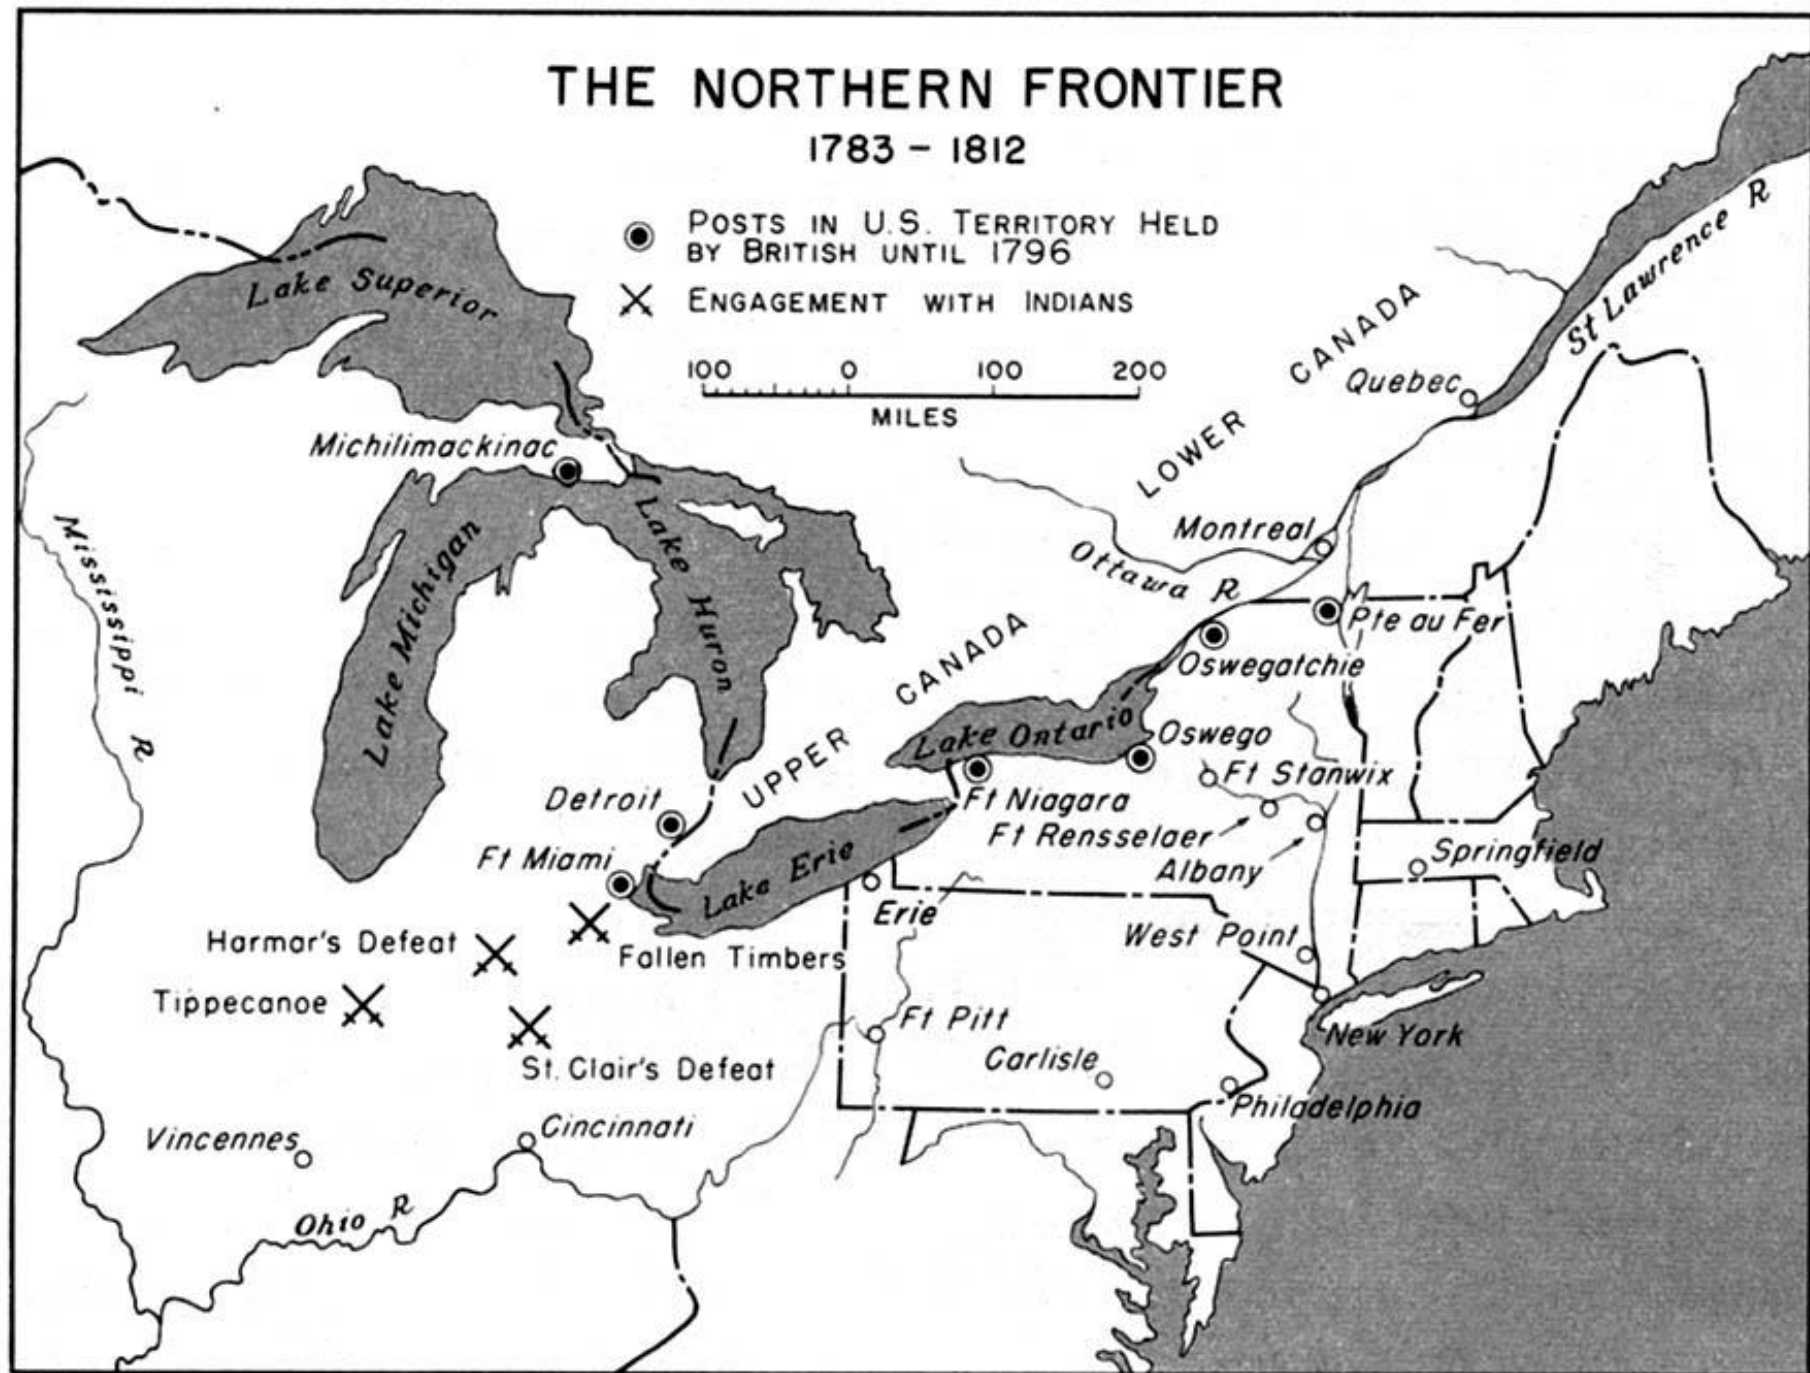 THE NORTHERN FRONTIER
1783 – 1812
POSTS IN U.S. TERRITORY HELD
BY BRITISH UNTIL 1796
ENGAGEMENT WITH INDIANS
100 0 100 200
MILES
Lake Superior
St Lawrence R
LOWER CANADA
Quebec
Michilimackinac
Mississippi R
Lake Michigan
Lake Huron
Montreal
Ottawa R
Pte au Fer
Oswegatchie
UPPER CANADA
Lake Ontario
Oswego
Ft Stanwix
Detroit
Ft Niagara
Ft Rensselaer
Ft Miami
Lake Erie
Albany
Springfield
Erie
West Point
Harmar's Defeat
Fallen Timbers
Tippecanoe
Ft Pitt
New York
St. Clair's Defeat
Carlisle
Philadelphia
Vincennes
Cincinnati
Ohio R